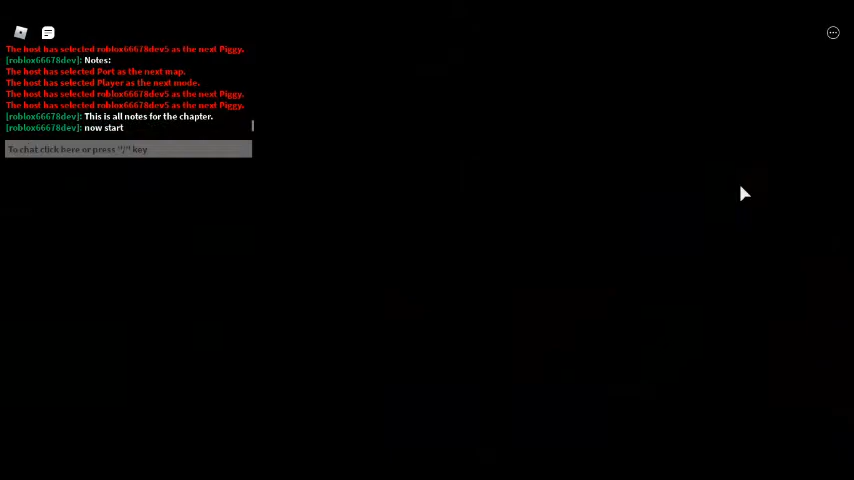 The host has selected roblox66678dev5 as the next Piggy.
[roblox66678dev]: Notes:
The host has selected Port as the next map.
The host has selected Player as the next mode.
The host has selected roblox66678dev5 as the next Piggy.
The host has selected roblox66678dev5 as the next Piggy.
[roblox66678dev]: This is all notes for the chapter.
[roblox66678dev]: now start
To chat click here or press "/" key